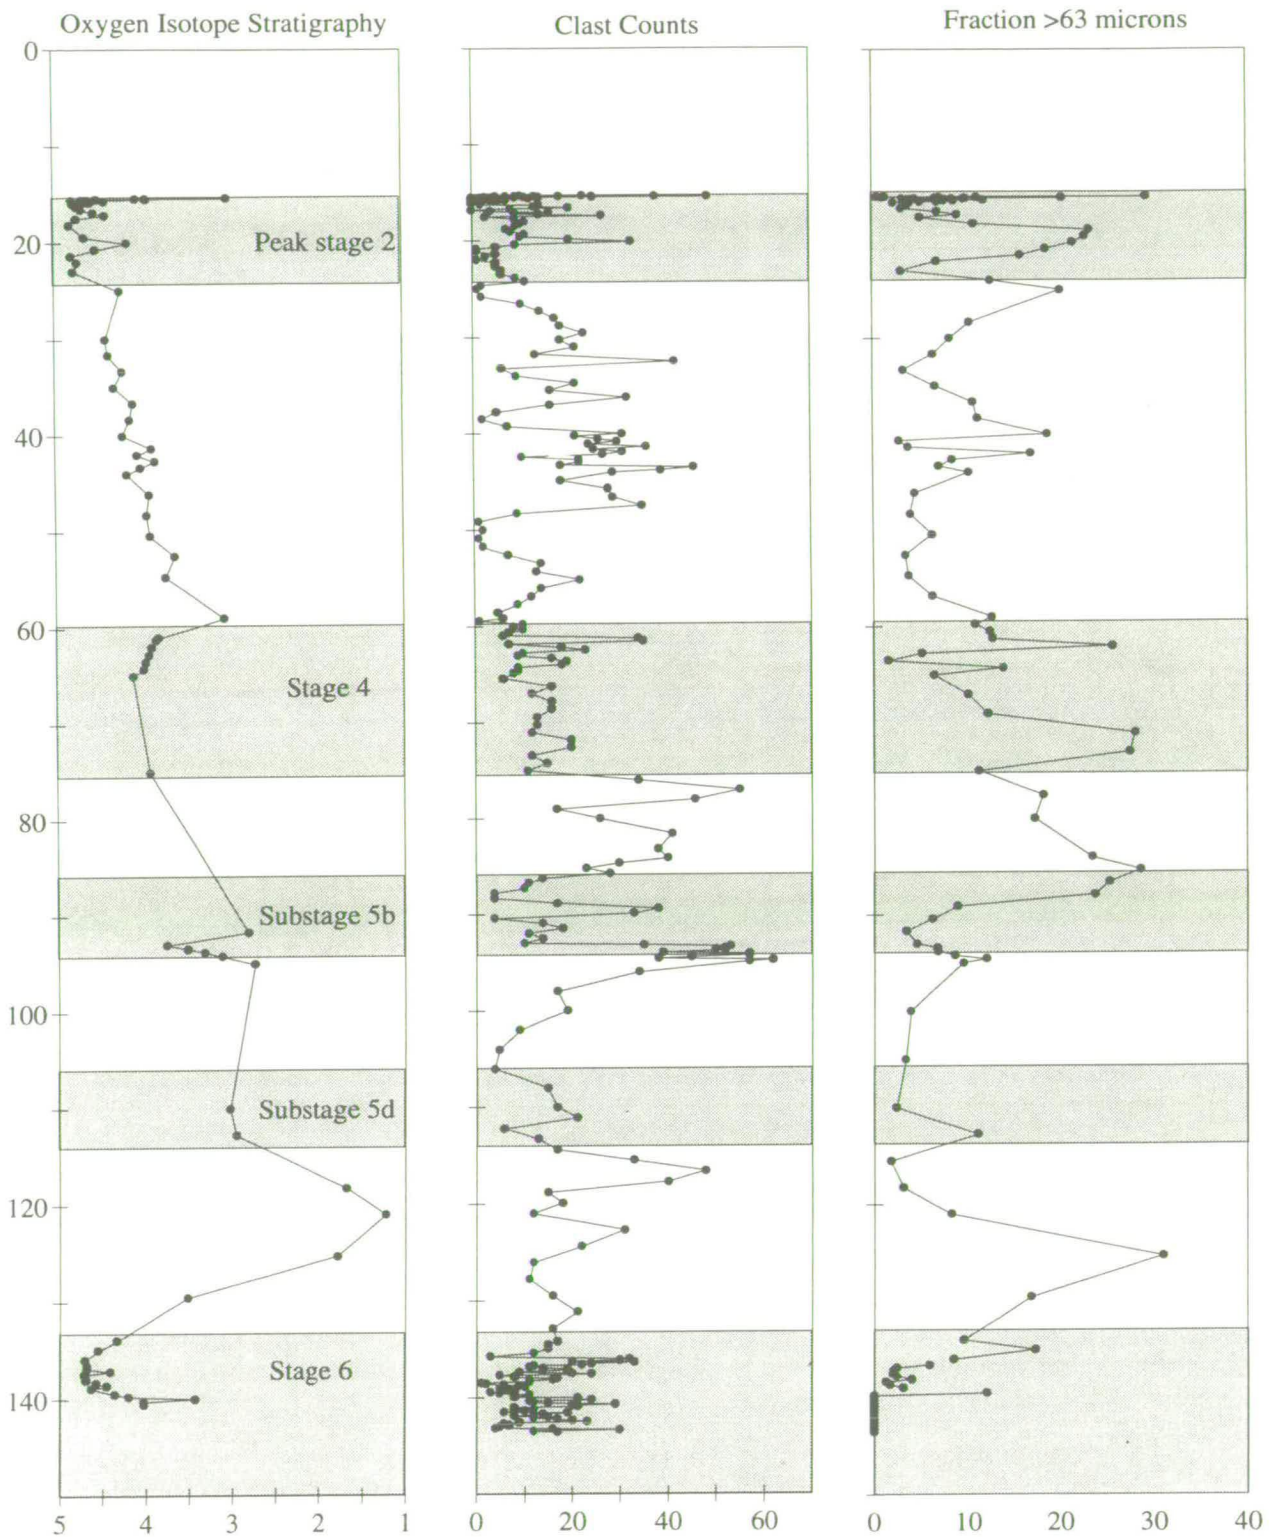 Oxygen Isotope Stratigraphy
Clast Counts
Fraction >63 microns
0
20
40
60
80
100
120
140
Peak stage 2
Stage 4
Substage 5b
Substage 5d
Stage 6
5 4 3 2 1
0 20 40 60
0 10 20 30 40